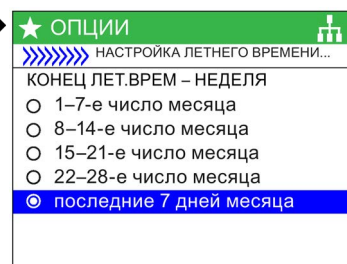 ОПЦИИ
НАСТРОЙКА ЛЕТНЕГО ВРЕМЕНИ...
КОНЕЦ ЛЕТ.ВРЕМ – НЕДЕЛЯ
1–7-е число месяца
8–14-е число месяца
15–21-е число месяца
22–28-е число месяца
последние 7 дней месяца